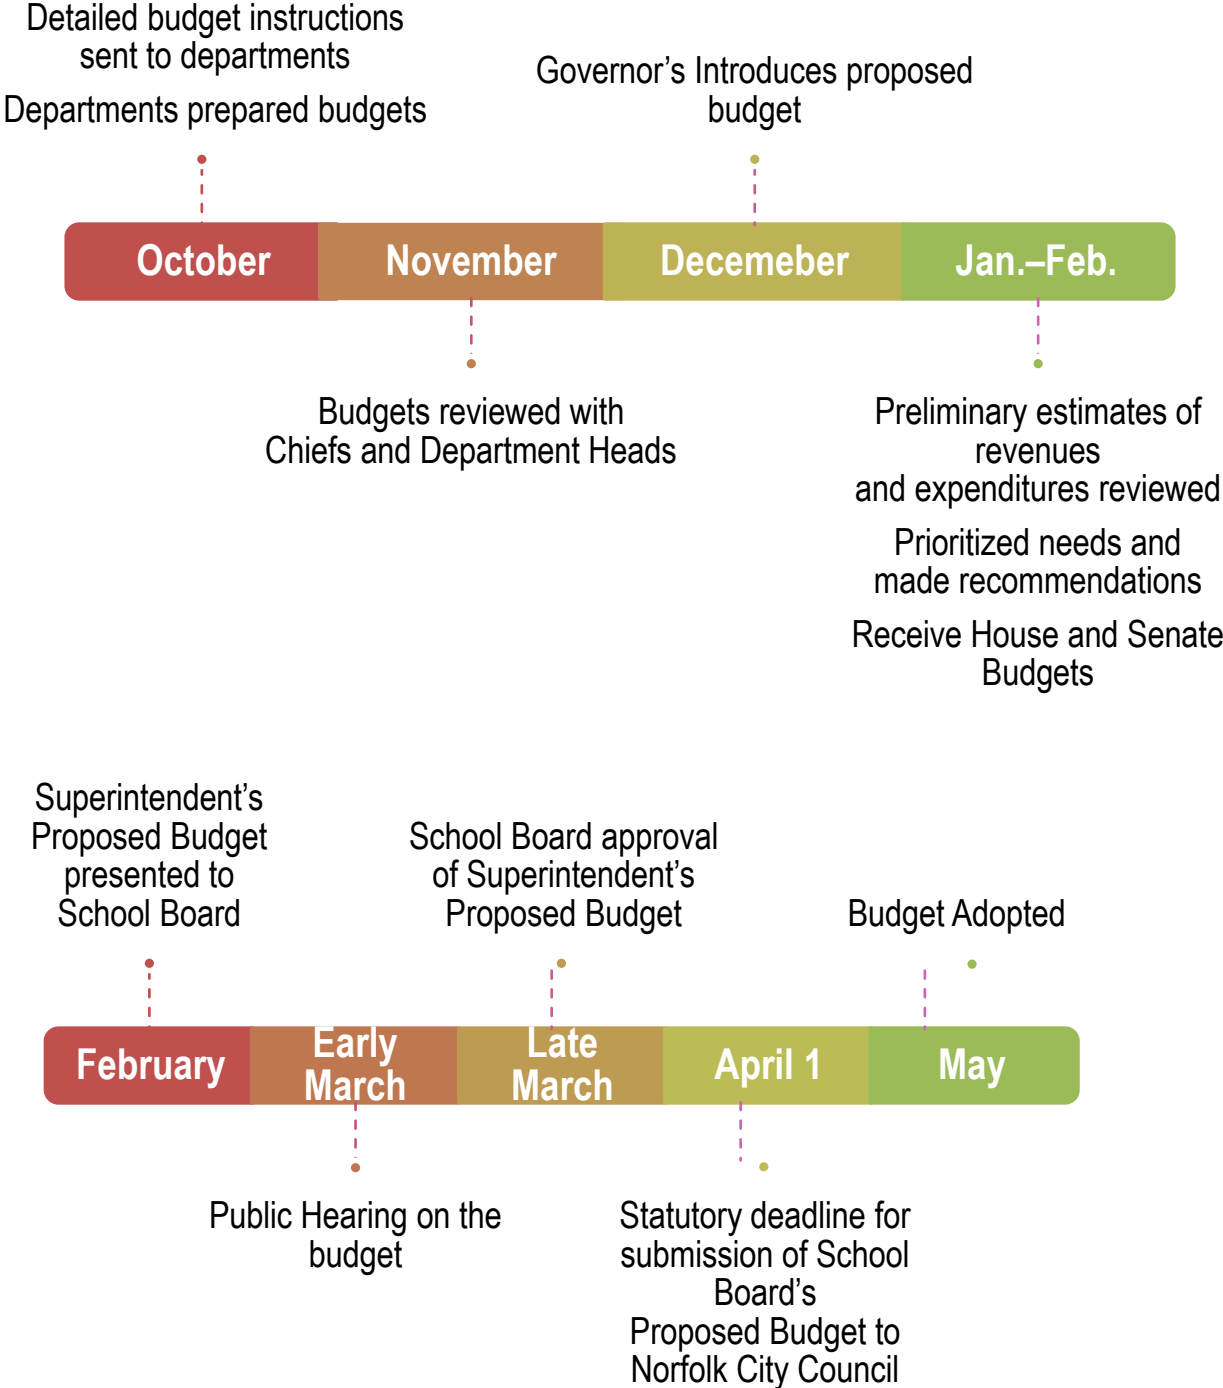 Detailed budget instructions
sent to departments
Departments prepared budgets
Governor’s Introduces proposed
budget
October
November
Decemeber
Jan.–Feb.
Budgets reviewed with
Chiefs and Department Heads
Preliminary estimates of
revenues
and expenditures reviewed
Prioritized needs and
made recommendations
Receive House and Senate
Budgets
Superintendent’s
Proposed Budget
presented to
School Board
School Board approval
of Superintendent’s
Proposed Budget
Budget Adopted
February
Early
March
Late
March
April 1
May
Public Hearing on the
budget
Statutory deadline for
submission of School
Board’s
Proposed Budget to
Norfolk City Council